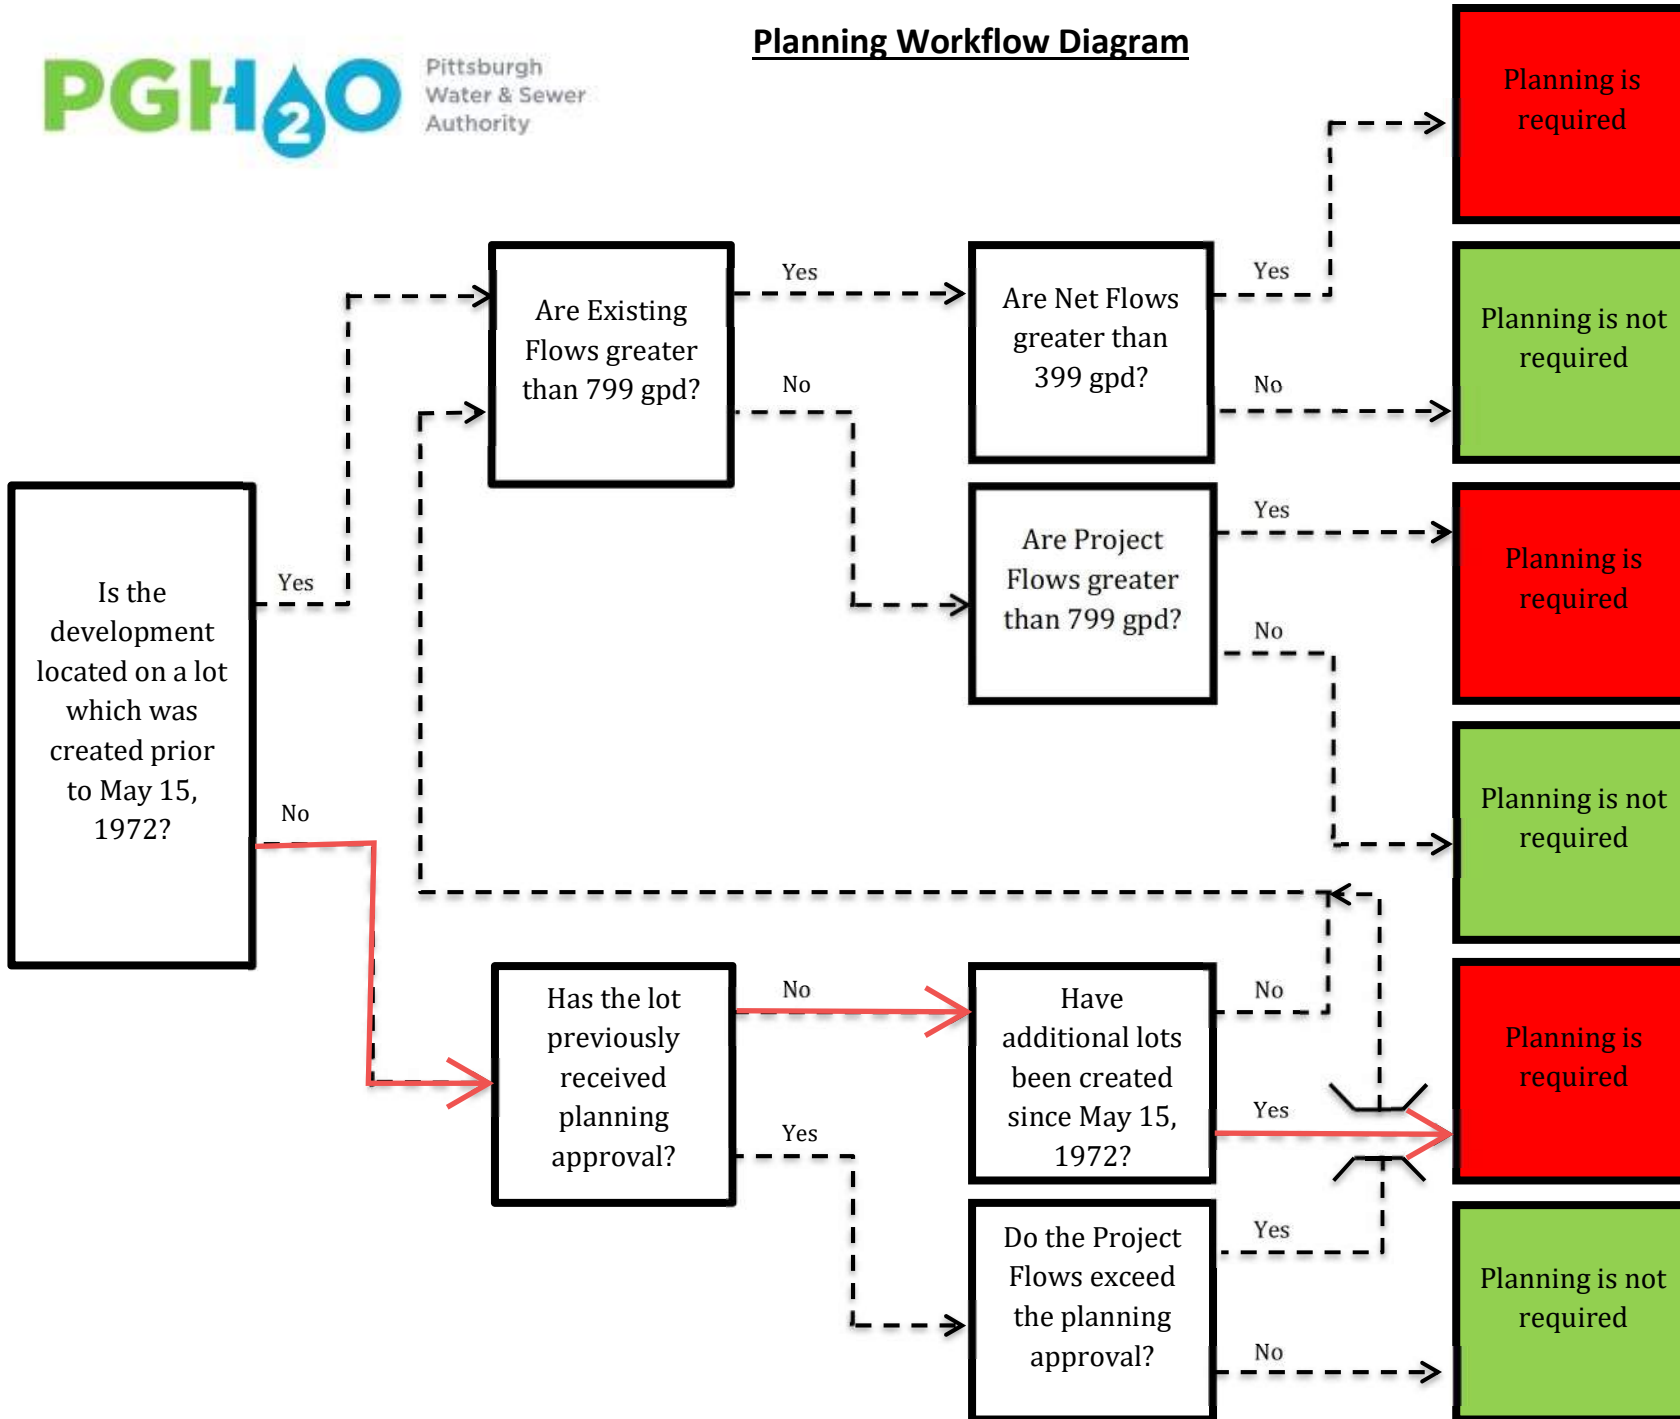 Planning Workflow Diagram
PGH2O
Pittsburgh
Water & Sewer
Authority
Is the
development
located on a lot
which was
created prior
to May 15,
1972?
Yes
No
Are Existing
Flows greater
than 799 gpd?
Yes
No
Are Net Flows
greater than
399 gpd?
Yes
No
Planning is
required
Planning is not
required
Are Project
Flows greater
than 799 gpd?
Yes
No
Planning is
required
Planning is not
required
Has the lot
previously
received
planning
approval?
No
Yes
Have
additional lots
been created
since May 15,
1972?
No
Yes
Planning is
required
Do the Project
Flows exceed
the planning
approval?
Yes
No
Planning is not
required